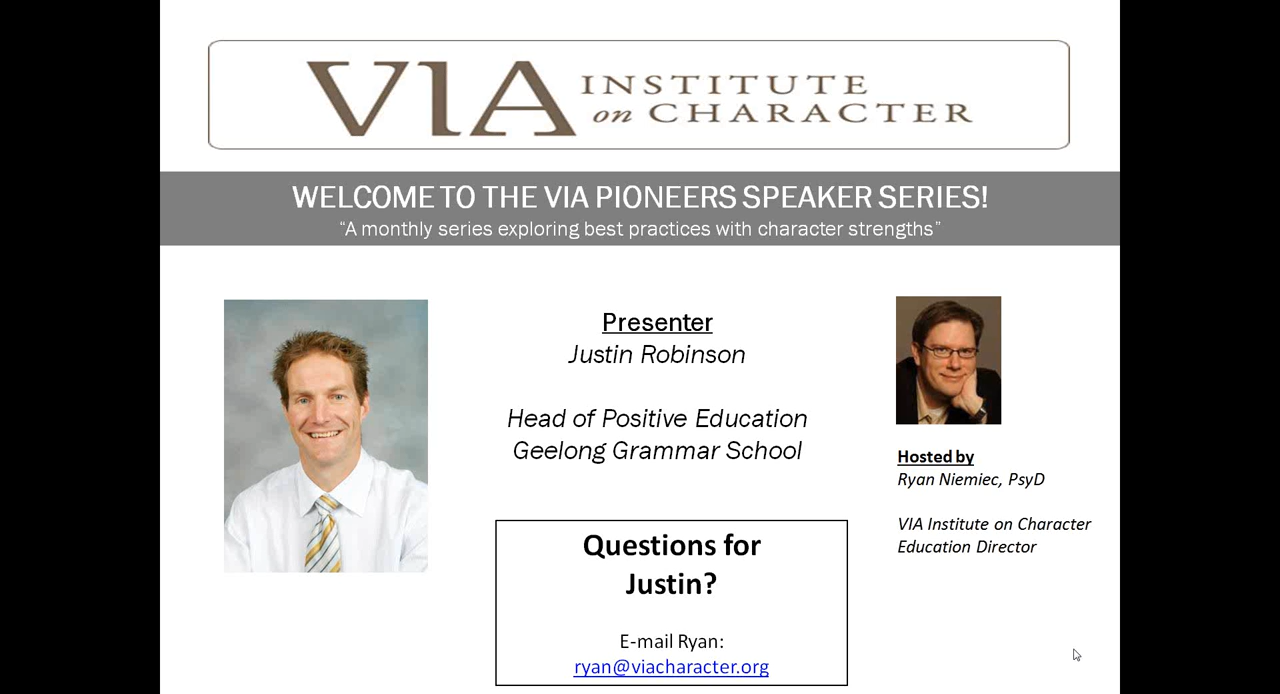 VIA INSTITUTE
on CHARACTER
WELCOME TO THE VIA PIONEERS SPEAKER SERIES!
“A monthly series exploring best practices with character strengths”
Presenter
Justin Robinson
Head of Positive Education
Geelong Grammar School
Hosted by
Ryan Niemiec, PsyD
VIA Institute on Character
Education Director
Questions for
Justin?
E-mail Ryan:
ryan@viacharacter.org